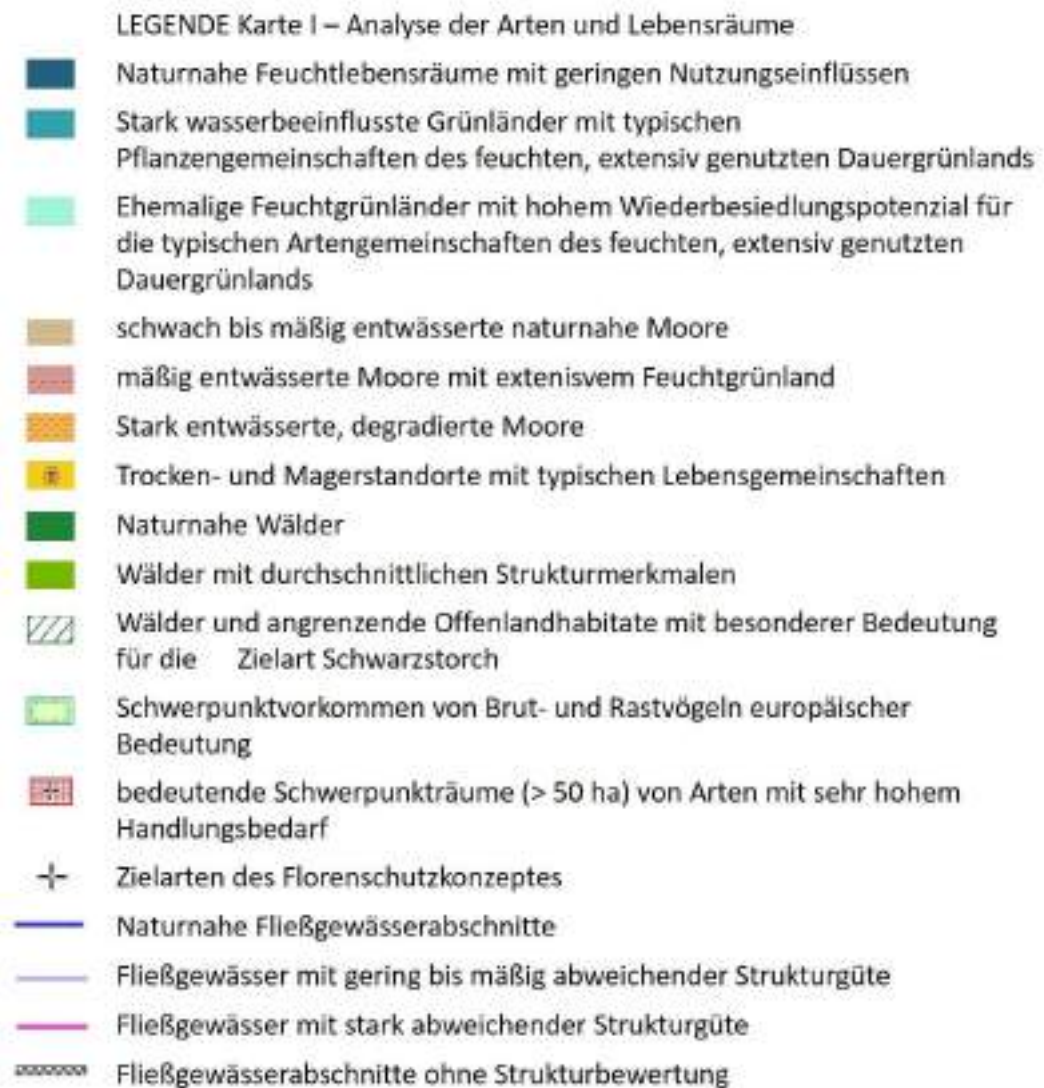 LEGENDE Karte I – Analyse der Arten und Lebensräume
Naturnahe Feuchtlebensräume mit geringen Nutzungseinflüssen
Stark wasserbeeinflusste Grünländer mit typischen
Pflanzengemeinschaften des feuchten, extensiv genutzten Dauergrünlands
Ehemalige Feuchtgrünländer mit hohem Wiederbesiedlungspotenzial für
die typischen Artengemeinschaften des feuchten, extensiv genutzten
Dauergrünlands
schwach bis mäßig entwässerte naturnahe Moore
mäßig entwässerte Moore mit extenisvem Feuchtgrünland
Stark entwässerte, degradierte Moore
Trocken- und Magerstandorte mit typischen Lebensgemeinschaften
Naturnahe Wälder
Wälder mit durchschnittlichen Strukturmerkmalen
Wälder und angrenzende Offenlandhabitate mit besonderer Bedeutung
für die Zielart Schwarzstorch
Schwerpunktvorkommen von Brut- und Rastvögeln europäischer
Bedeutung
bedeutende Schwerpunkträume (> 50 ha) von Arten mit sehr hohem
Handlungsbedarf
Zielarten des Florenschutzkonzeptes
Naturnahe Fließgewässerabschnitte
Fließgewässer mit gering bis mäßig abweichender Strukturgüte
Fließgewässer mit stark abweichender Strukturgüte
Fließgewässerabschnitte ohne Strukturbewertung